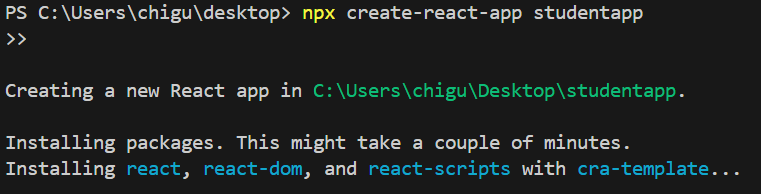 PS C:\Users\chigu\desktop> npx create-react-app studentapp
>>
Creating a new React app in C:\Users\chigu\Desktop\studentapp.
Installing packages. This might take a couple of minutes.
Installing react, react-dom, and react-scripts with cra-template...